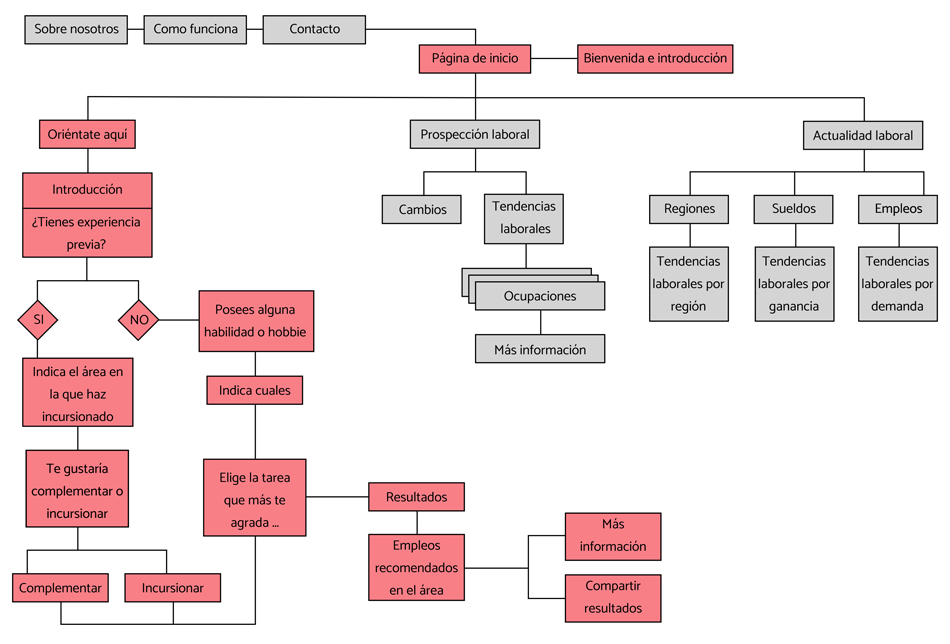 Sobre nosotros
Como funciona
Contacto
Página de inicio
Bienvenida e introducción
Oriéntate aquí
Prospección laboral
Actualidad laboral
Introducción
¿Tienes experiencia
previa?
Cambios
Tendencias
laborales
Regiones
Sueldos
Empleos
Tendencias
laborales por
región
Tendencias
laborales por
ganancia
Tendencias
laborales por
demanda
Ocupaciones
Más información
SI
NO
Posees alguna
habilidad o hobbie
Indica el área en
la que haz
incursionado
Indica cuales
Te gustaría
complementar o
incursionar
Elige la tarea
que más te
agrada ...
Resultados
Empleos
recomendados
en el área
Más
información
Compartir
resultados
Complementar
Incursionar